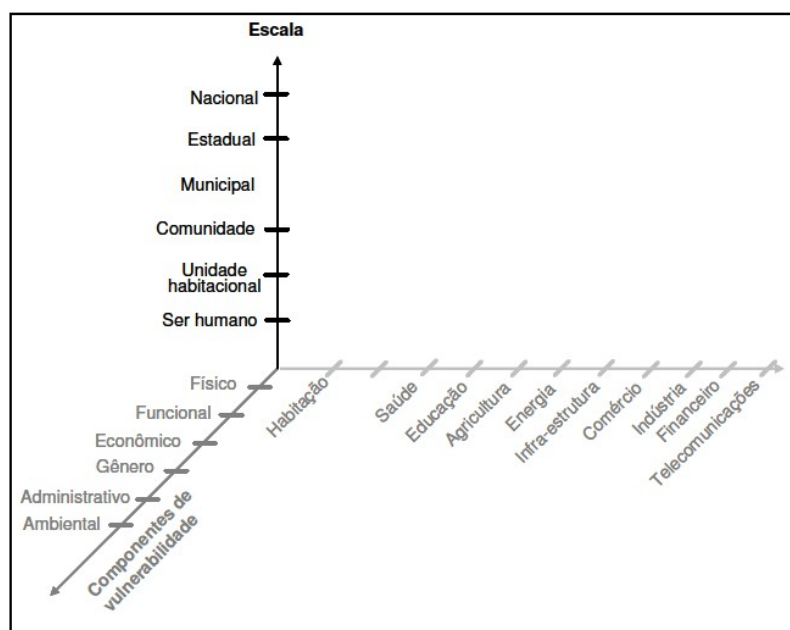 Escala
Nacional
Estadual
Municipal
Comunidade
Unidade
habitacional
Ser humano
Físico
Funcional
Econômico
Gênero
Administrativo
Ambiental
Componentes de
vulnerabilidade
Habitação
Saúde
Educação
Agricultura
Energia
Infra-estrutura
Comércio
Indústria
Financeiro
Telecomunicações